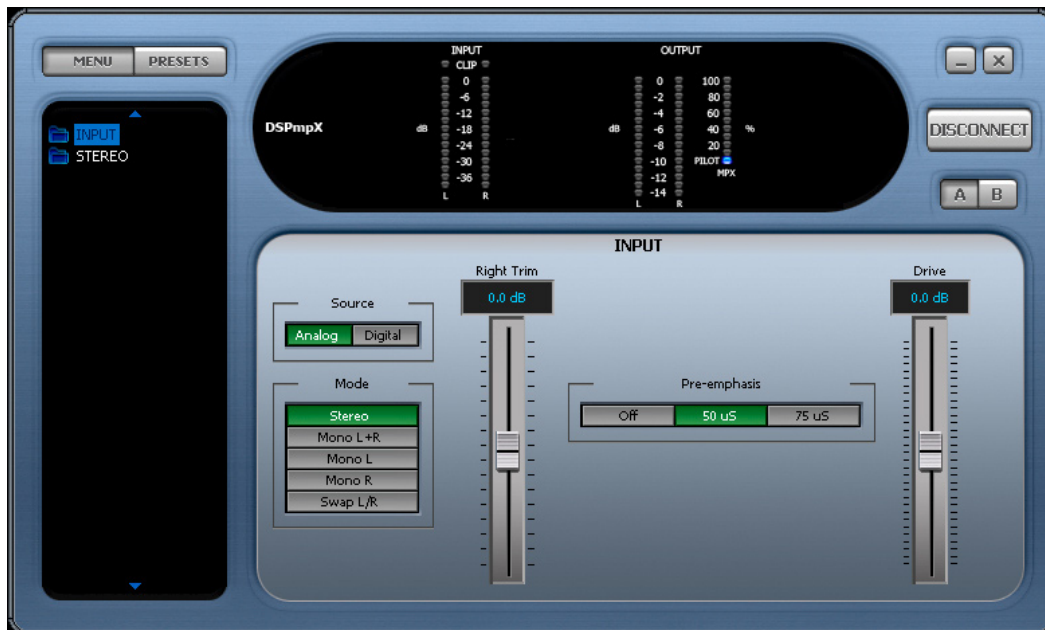 MENU PRESETS
INPUT
STEREO
DSPmpX
INPUT
CLIP
dB
0
-6
-12
-18
-24
-30
-36
L R
OUTPUT
dB
0
-2
-4
-6
-8
-10
-12
-14
L R
100
80
60
40
20
%
PILOT
MPX
DISCONNECT
A B
INPUT
Source
Analog Digital
Mode
Stereo
Mono L+R
Mono L
Mono R
Swap L/R
Right Trim
0.0 dB
Pre-emphasis
Off 50 uS 75 uS
Drive
0.0 dB